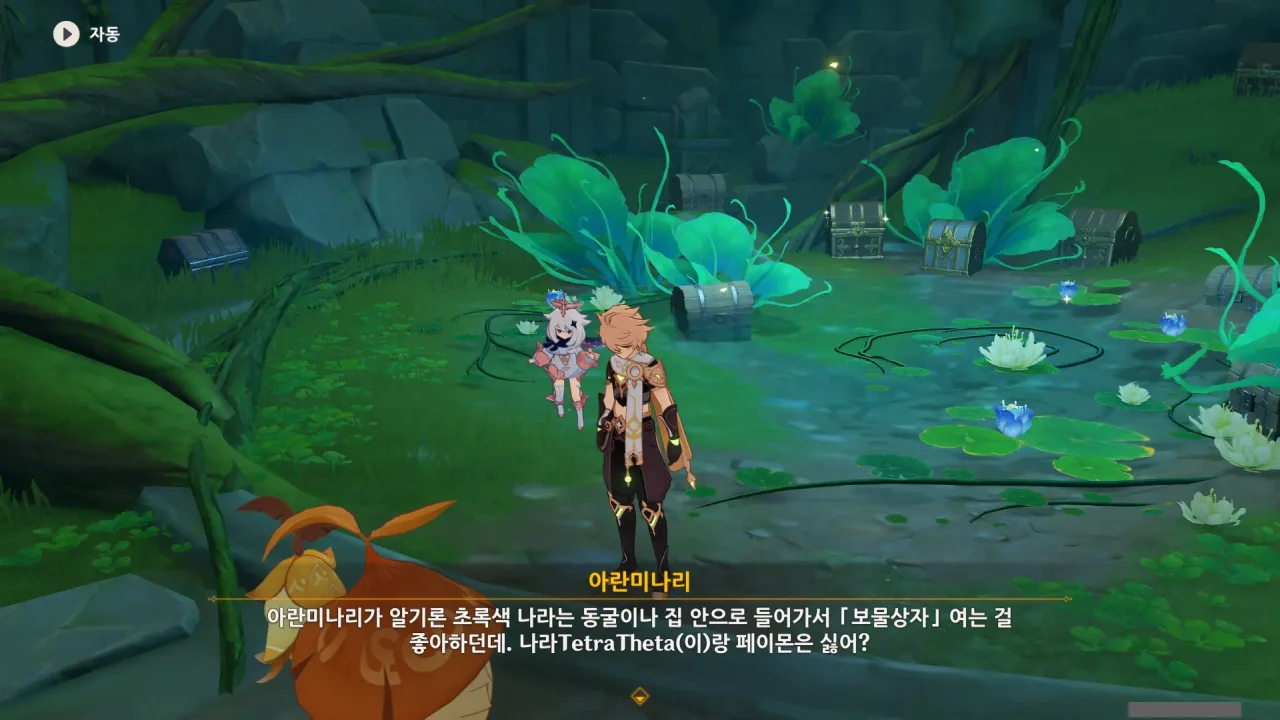 자동
아란미나리
아란미나리가 알기론 초록색 나라는 동굴이나 집 안으로 들어가서 「보물상자」 여는 걸
좋아하던데. 나라TetraTheta(이)랑 페이몬은 싫어?